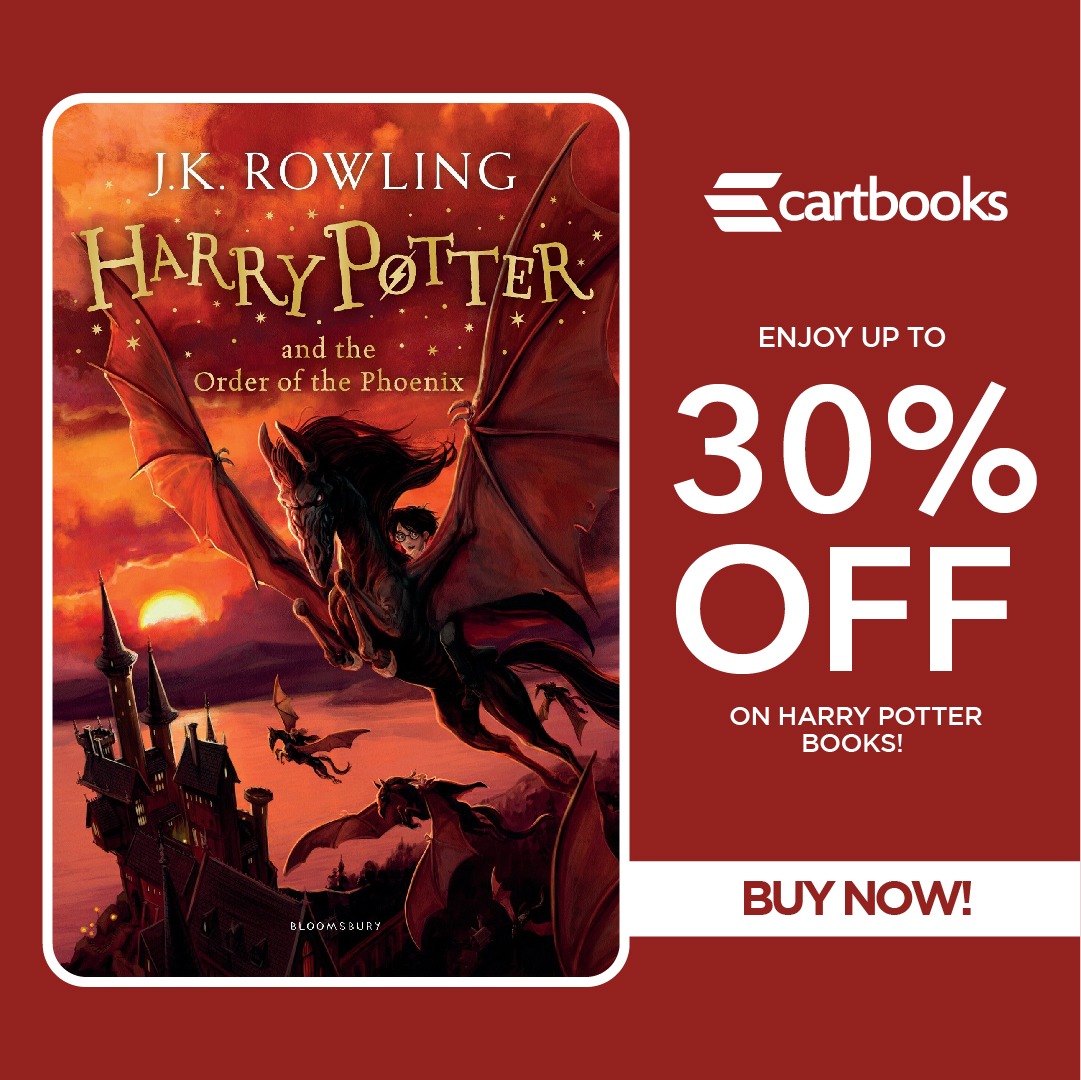 J.K. ROWLING
HARRY POTTER
and the
Order of the Phoenix
BLOOMSBURY
cartbooks
ENJOY UP TO
30%
OFF
ON HARRY POTTER
BOOKS!
BUY NOW!